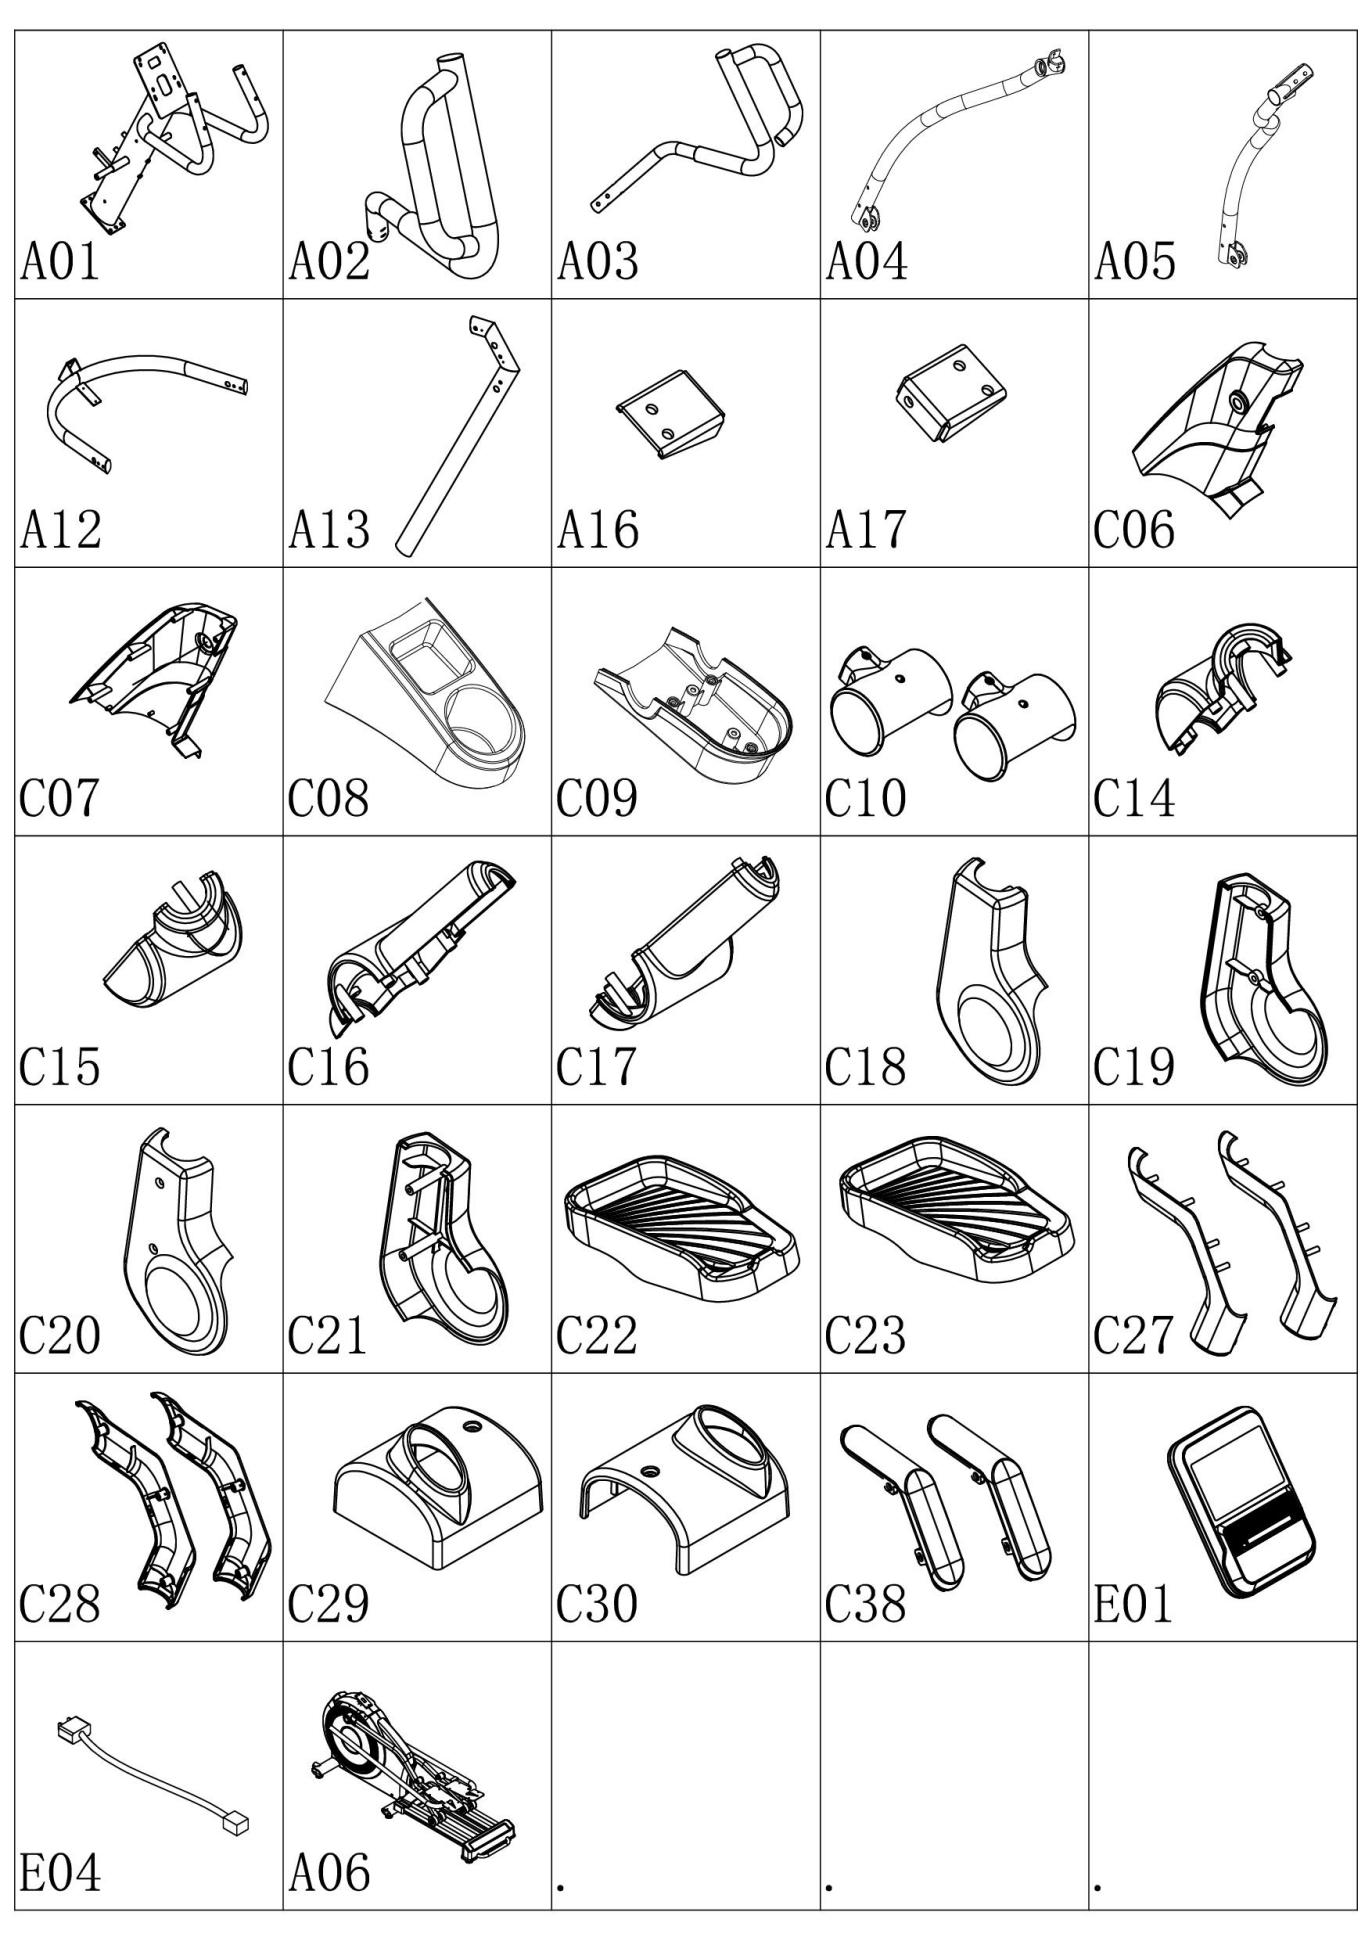 A01 A02 A03 A04 A05
A12 A13 A16 A17 C06
C07 C08 C09 C10 C14
C15 C16 C17 C18 C19
C20 C21 C22 C23 C27
C28 C29 C30 C38 E01
E04 A06 . . .